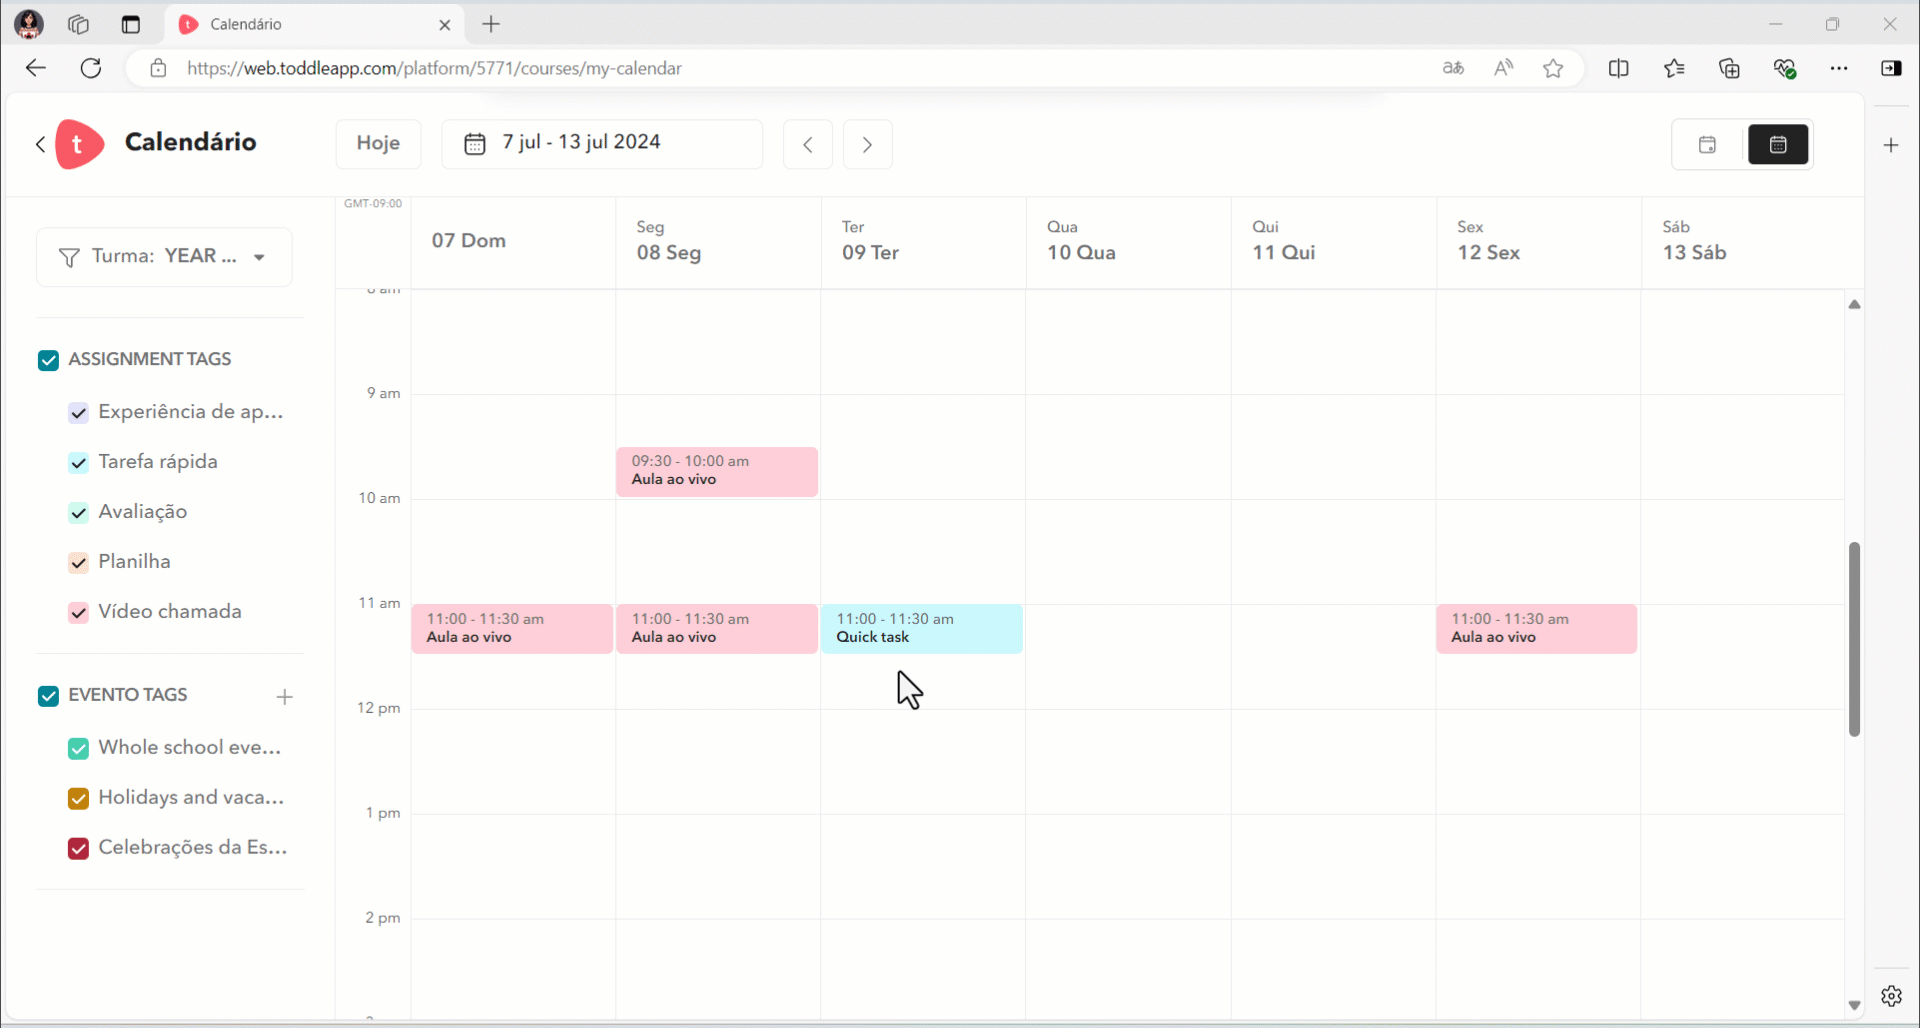 Calendário
https://web.toddleapp.com/platform/5771/courses/my-calendar
Calendário
Hoje
7 jul - 13 jul 2024
GMT-09:00
07 Dom
Seg
08 Seg
Ter
09 Ter
Qua
10 Qua
Qui
11 Qui
Sex
12 Sex
Sáb
13 Sáb
Turma: YEAR ...
ASSIGNMENT TAGS
Experiência de ap...
Tarefa rápida
Avaliação
Planilha
Vídeo chamada
EVENTO TAGS
Whole school eve...
Holidays and vaca...
Celebrações da Es...
9 am
10 am
11 am
12 pm
1 pm
2 pm
09:30 - 10:00 am
Aula ao vivo
11:00 - 11:30 am
Aula ao vivo
11:00 - 11:30 am
Aula ao vivo
11:00 - 11:30 am
Quick task
11:00 - 11:30 am
Aula ao vivo